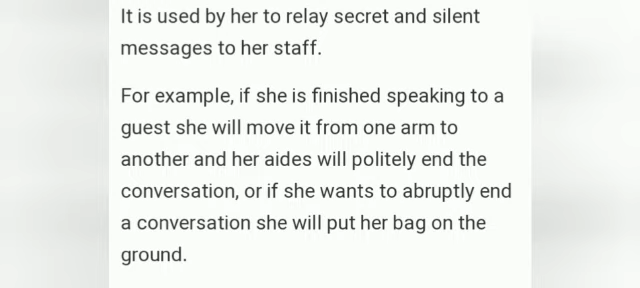 It is used by her to relay secret and silent
messages to her staff.
For example, if she is finished speaking to a
guest she will move it from one arm to
another and her aides will politely end the
conversation, or if she wants to abruptly end
a conversation she will put her bag on the
ground.